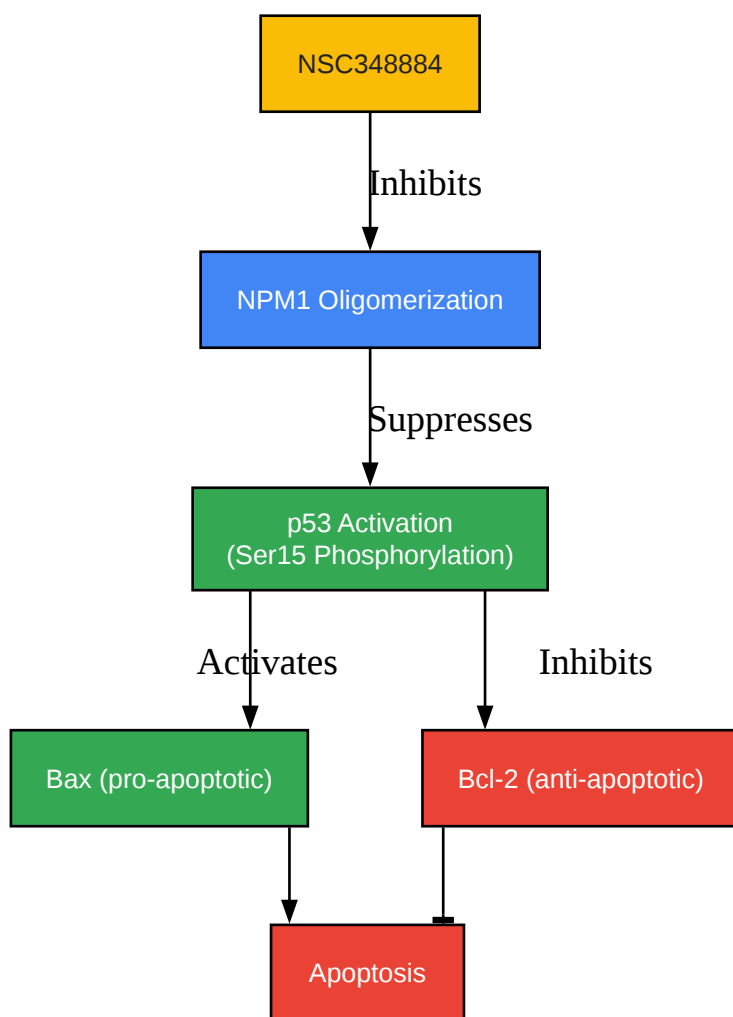 NSC348884
Inhibits
NPM1 Oligomerization
Suppresses
p53 Activation
(Ser15 Phosphorylation)
Activates
Inhibits
Bax (pro-apoptotic)
Bcl-2 (anti-apoptotic)
Apoptosis